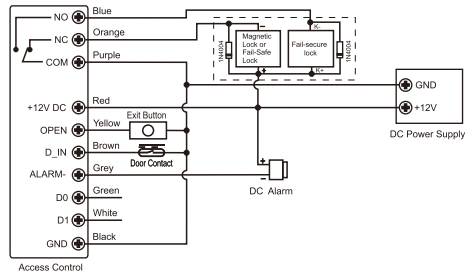 NO Blue
NC Orange
COM Purple
+12V DC Red
OPEN Yellow
Exit Button
D_IN Brown
Door Contact
ALARM- Grey
D0 Green
D1 White
GND Black
Access Control
1N4004
–
Magnetic
Lock or
Fail-Safe
Lock
+
K-
Fail-secure
lock
K+
1N4004
GND
+12V
DC Power Supply
+
–
DC Alarm